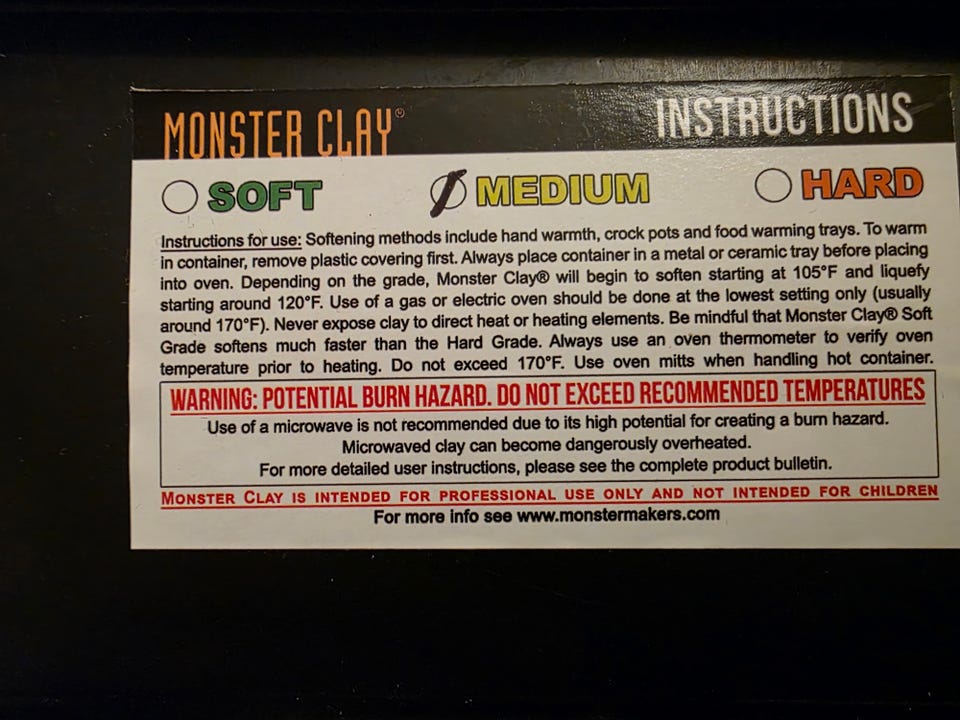 MONSTER CLAY® INSTRUCTIONS
SOFT MEDIUM HARD
Instructions for use: Softening methods include hand warmth, crock pots and food warming trays. To warm
in container, remove plastic covering first. Always place container in a metal or ceramic tray before placing
into oven. Depending on the grade, Monster Clay® will begin to soften starting at 105°F and liquefy
starting around 120°F. Use of a gas or electric oven should be done at the lowest setting only (usually
around 170°F). Never expose clay to direct heat or heating elements. Be mindful that Monster Clay® Soft
Grade softens much faster than the Hard Grade. Always use an oven thermometer to verify oven
temperature prior to heating. Do not exceed 170°F. Use oven mitts when handling hot container.
WARNING: POTENTIAL BURN HAZARD. DO NOT EXCEED RECOMMENDED TEMPERATURES
Use of a microwave is not recommended due to its high potential for creating a burn hazard.
Microwaved clay can become dangerously overheated.
For more detailed user instructions, please see the complete product bulletin.
MONSTER CLAY IS INTENDED FOR PROFESSIONAL USE ONLY AND NOT INTENDED FOR CHILDREN
For more info see www.monstermakers.com